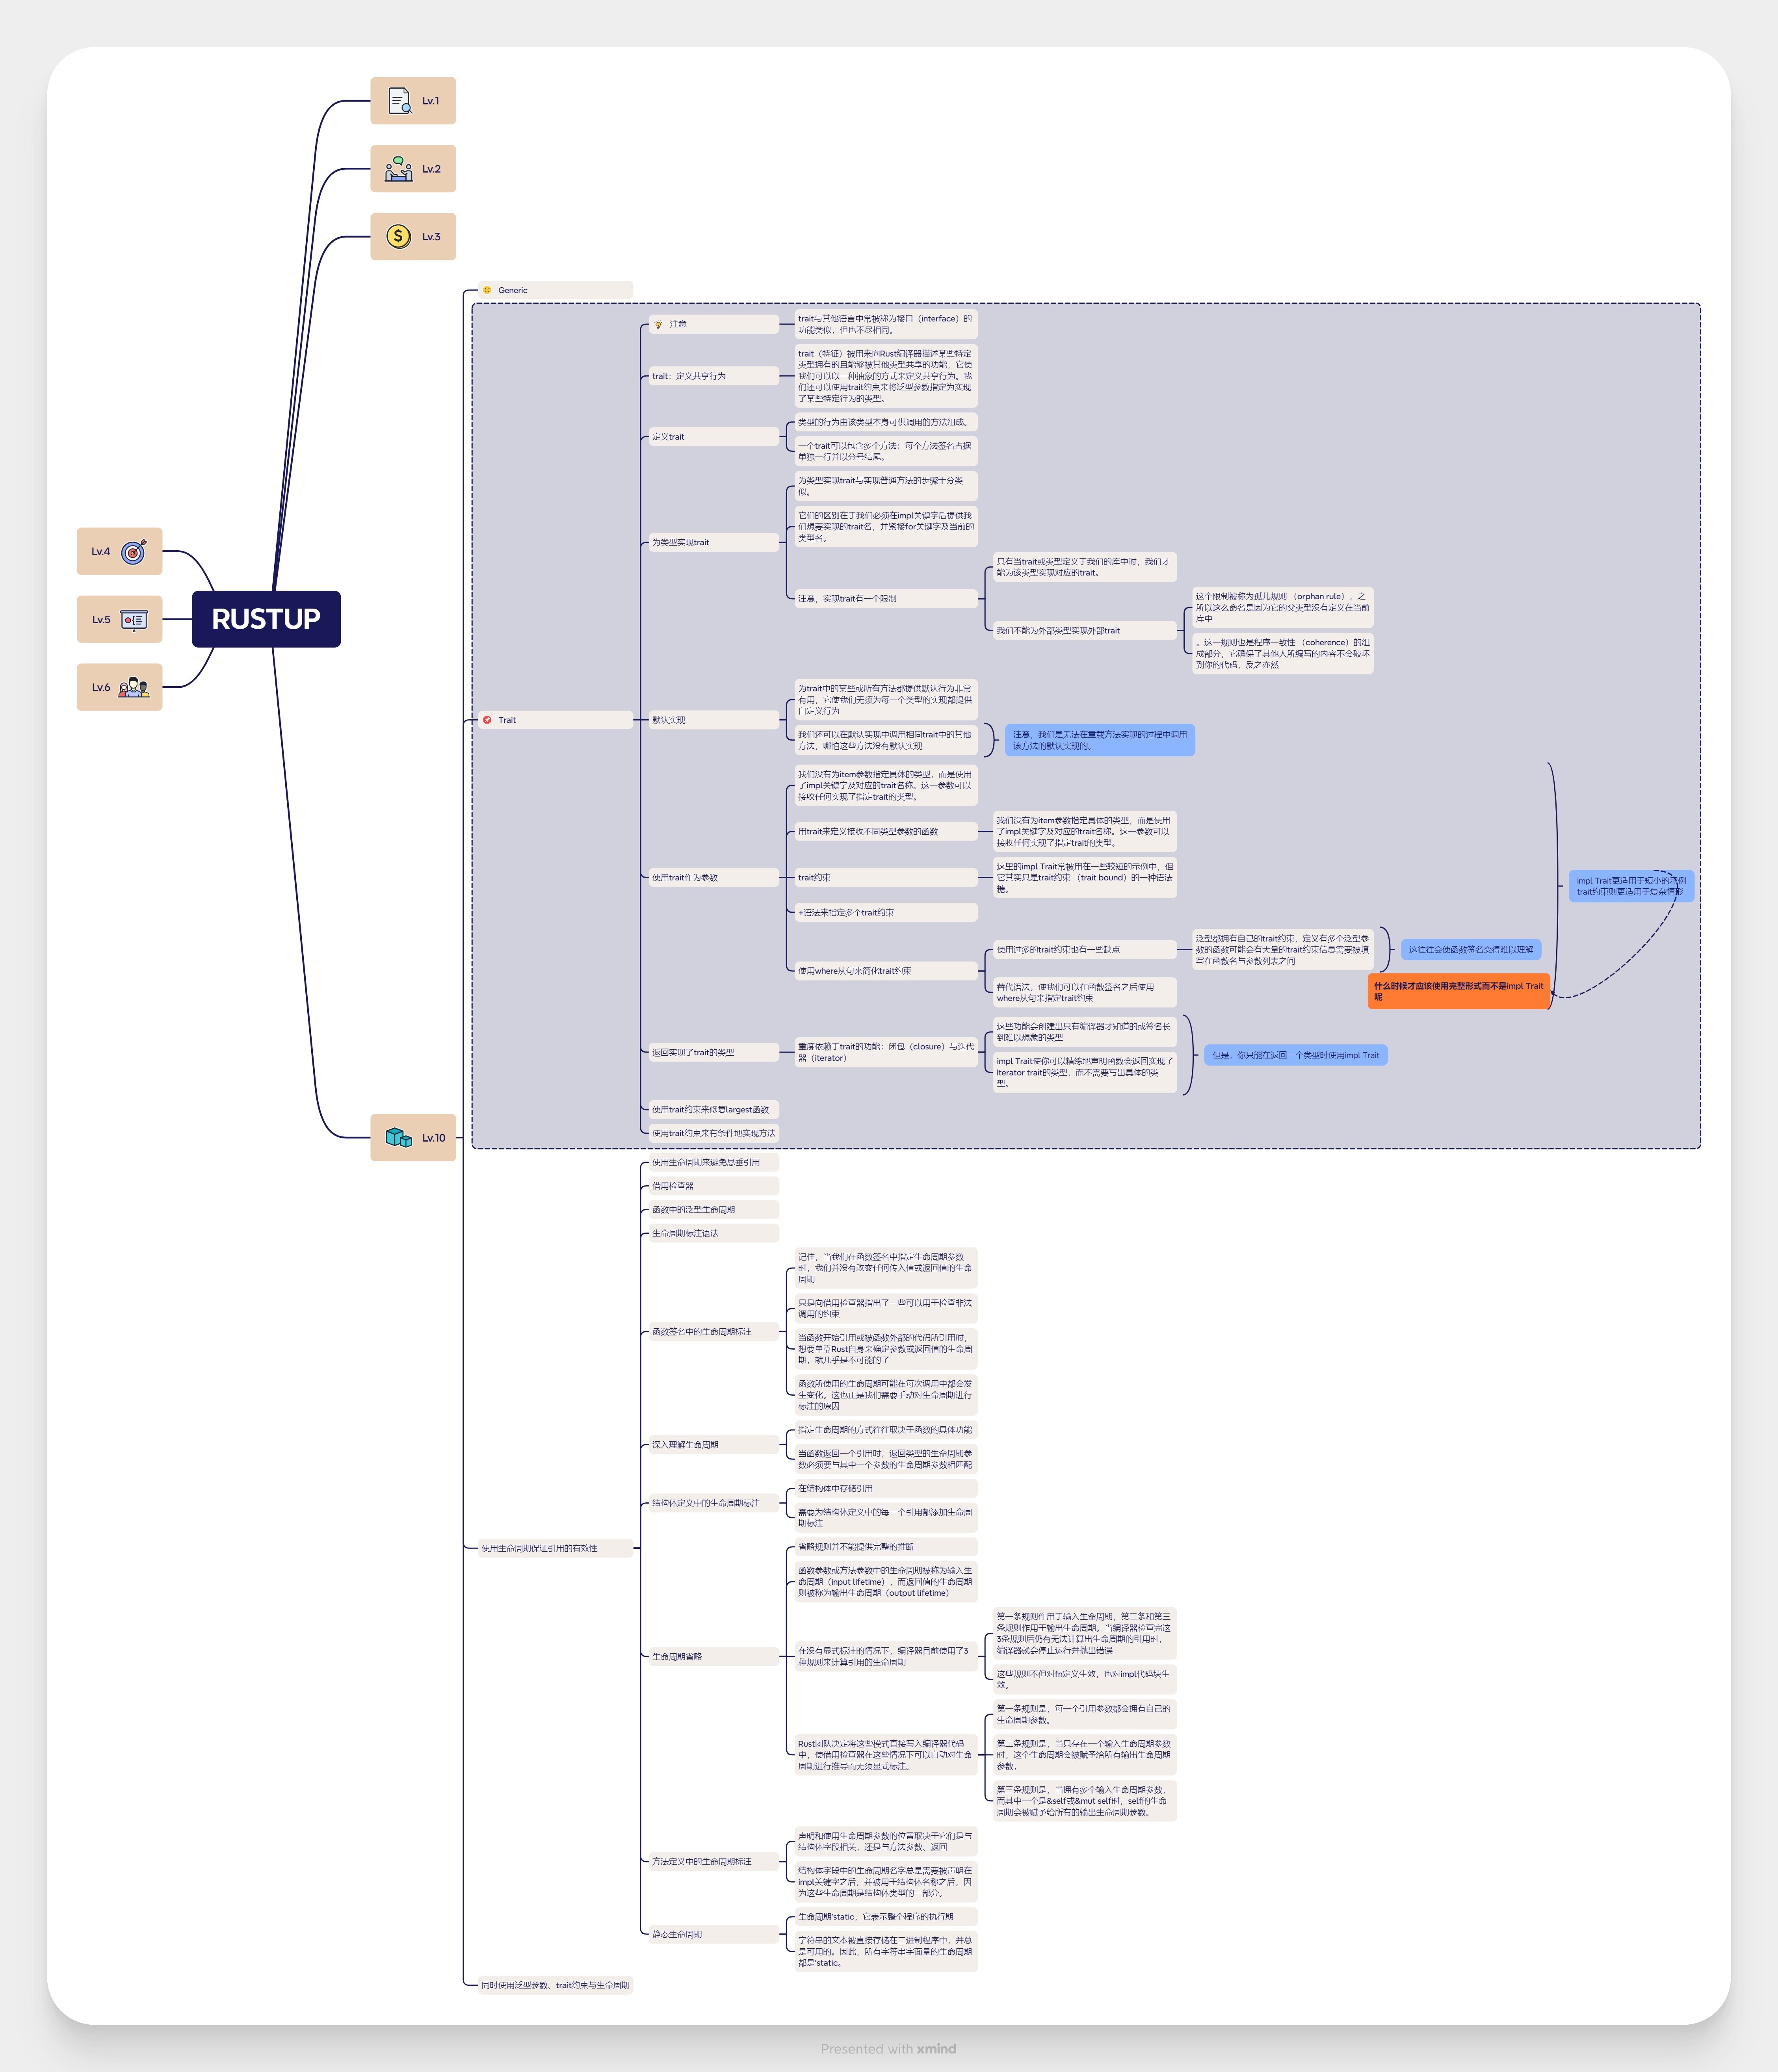 Lv.1
Lv.2
Lv.3
Lv.4
Lv.5
Lv.6
RUSTUP
Lv.10
Generic
Trait
注意
trait与其他语言中常被称为接口（interface）的
功能类似，但也不尽相同。
trait：定义共享行为
trait（特征）被用来向Rust编译器描述某些特定
类型拥有的且能够被其他类型共享的功能，它使
我们可以以一种抽象的方式来定义共享行为。我
们还可以使用trait约束来将泛型参数指定为实现
了某些特定行为的类型。
定义trait
类型的行为由该类型本身可供调用的方法组成。
一个trait可以包含多个方法：每个方法签名占据
单独一行并以分号结尾。
为类型实现trait
为类型实现trait与实现普通方法的步骤十分类
似。
它们的区别在于我们必须在impl关键字后提供我
们想要实现的trait名，并紧接for关键字及当前的
类型名。
注意，实现trait有一个限制
只有当trait或类型定义于我们的库中时，我们才
能为该类型实现对应的trait。
我们不能为外部类型实现外部trait
这个限制被称为孤儿规则 （orphan rule），之
所以这么命名是因为它的父类型没有定义在当前
库中
。这一规则也是程序一致性 （coherence）的组
成部分，它确保了其他人所编写的内容不会破坏
到你的代码，反之亦然
默认实现
为trait中的某些或所有方法都提供默认行为非常
有用，它使我们无须为每一个类型的实现都提供
自定义行为
我们还可以在默认实现中调用相同trait中的其他
方法，哪怕这些方法没有默认实现
注意，我们是无法在重载方法实现的过程中调用
该方法的默认实现的。
使用trait作为参数
我们没有为item参数指定具体的类型，而是使用
了impl关键字及对应的trait名称。这一参数可以
接收任何实现了指定trait的类型。
用trait来定义接收不同类型参数的函数
我们没有为item参数指定具体的类型，而是使用
了impl关键字及对应的trait名称。这一参数可以
接收任何实现了指定trait的类型。
trait约束
这里的impl Trait常被用在一些较短的示例中，但
它其实只是trait约束 （trait bound）的一种语法
糖。
+语法来指定多个trait约束
使用where从句来简化trait约束
使用过多的trait约束也有一些缺点
泛型都拥有自己的trait约束，定义有多个泛型参
数的函数可能会有大量的trait约束信息需要被填
写在函数名与参数列表之间
这往往会使函数签名变得难以理解
替代语法，使我们可以在函数签名之后使用
where从句来指定trait约束
impl Trait更适用于短小的示例
trait约束则更适用于复杂情形
什么时候才应该使用完整形式而不是impl Trait
呢
返回实现了trait的类型
重度依赖于trait的功能：闭包（closure）与迭代
器（iterator）
这些功能会创建出只有编译器才知道的或签名长
到难以想象的类型
impl Trait使你可以精练地声明函数会返回实现了
Iterator trait的类型，而不需要写出具体的类
型。
但是，你只能在返回一个类型时使用impl Trait
使用trait约束来修复largest函数
使用trait约束来有条件地实现方法
使用生命周期保证引用的有效性
使用生命周期来避免悬垂引用
借用检查器
函数中的泛型生命周期
生命周期标注语法
函数签名中的生命周期标注
记住，当我们在函数签名中指定生命周期参数
时，我们并没有改变任何传入值或返回值的生命
周期
只是向借用检查器指出了一些可以用于检查非法
调用的约束
当函数开始引用或被函数外部的代码所引用时，
想要单靠Rust自身来确定参数或返回值的生命周
期，就几乎是不可能的了
函数所使用的生命周期可能在每次调用中都会发
生变化。这也正是我们需要手动对生命周期进行
标注的原因
深入理解生命周期
指定生命周期的方式往往取决于函数的具体功能
当函数返回一个引用时，返回类型的生命周期参
数必须要与其中一个参数的生命周期参数相匹配
结构体定义中的生命周期标注
在结构体中存储引用
需要为结构体定义中的每一个引用都添加生命周
期标注
生命周期省略
省略规则并不能提供完整的推断
函数参数或方法参数中的生命周期被称为输入生
命周期（input lifetime），而返回值的生命周期
则被称为输出生命周期（output lifetime）
在没有显式标注的情况下，编译器目前使用了3
种规则来计算引用的生命周期
第一条规则作用于输入生命周期，第二条和第三
条规则作用于输出生命周期。当编译器检查完这
3条规则后仍有无法计算出生命周期的引用时，
编译器就会停止运行并抛出错误
这些规则不但对fn定义生效，也对impl代码块生
效。
Rust团队决定将这些模式直接写入编译器代码
中，使借用检查器在这些情况下可以自动对生命
周期进行推导而无须显式标注。
第一条规则是，每一个引用参数都会拥有自己的
生命周期参数。
第二条规则是，当只存在一个输入生命周期参数
时，这个生命周期会被赋予给所有输出生命周期
参数，
第三条规则是，当拥有多个输入生命周期参数，
而其中一个是&self或&mut self时，self的生命
周期会被赋予给所有的输出生命周期参数。
方法定义中的生命周期标注
声明和使用生命周期参数的位置取决于它们是与
结构体字段相关，还是与方法参数、返回
结构体字段中的生命周期名字总是需要被声明在
impl关键字之后，并被用于结构体名称之后，因
为这些生命周期是结构体类型的一部分。
静态生命周期
生命周期'static，它表示整个程序的执行期
字符串的文本被直接存储在二进制程序中，并总
是可用的。因此，所有字符串字面量的生命周期
都是'static。
同时使用泛型参数、trait约束与生命周期
Presented with xmind